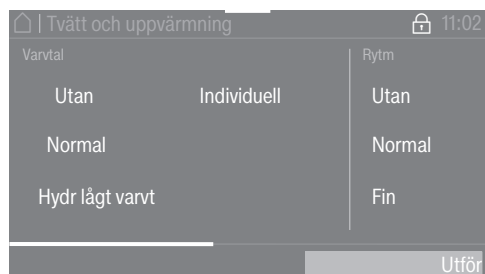 Tvätt och uppvärmning 11:02
Varvtal Rytm
Utan Individuell Utan
Normal Normal
Hydr lågt varvt Fin
Utför